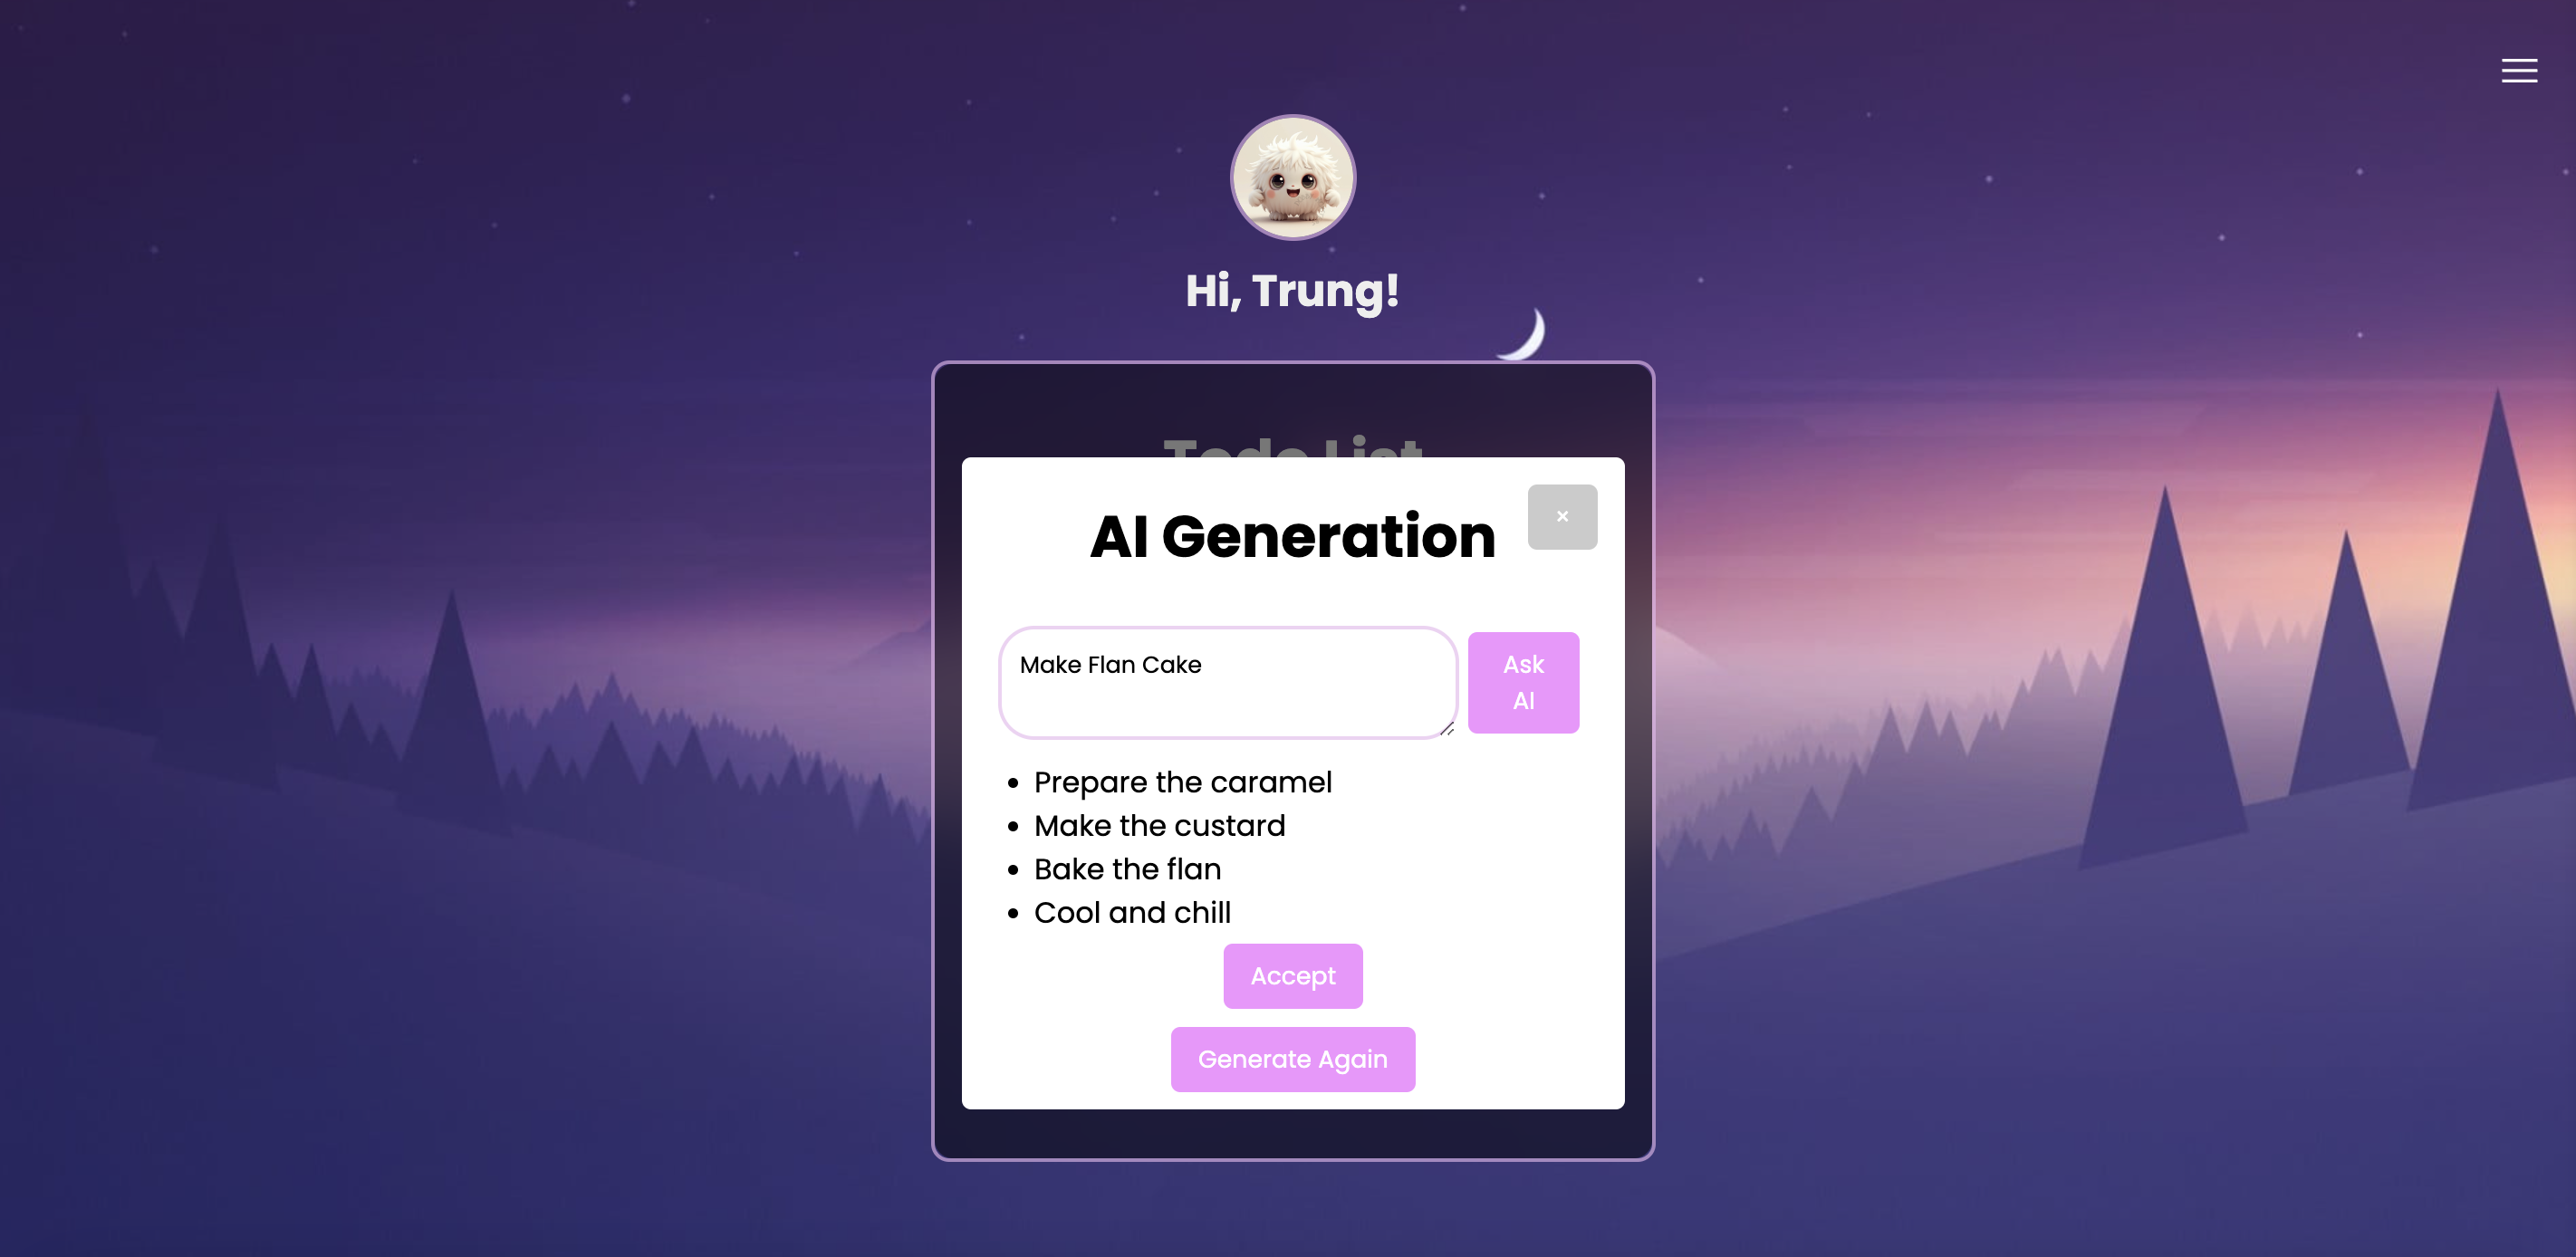 Hi, Trung!
Todo List
AI Generation
×
Make Flan Cake
Ask
AI
Prepare the caramel
Make the custard
Bake the flan
Cool and chill
Accept
Generate Again